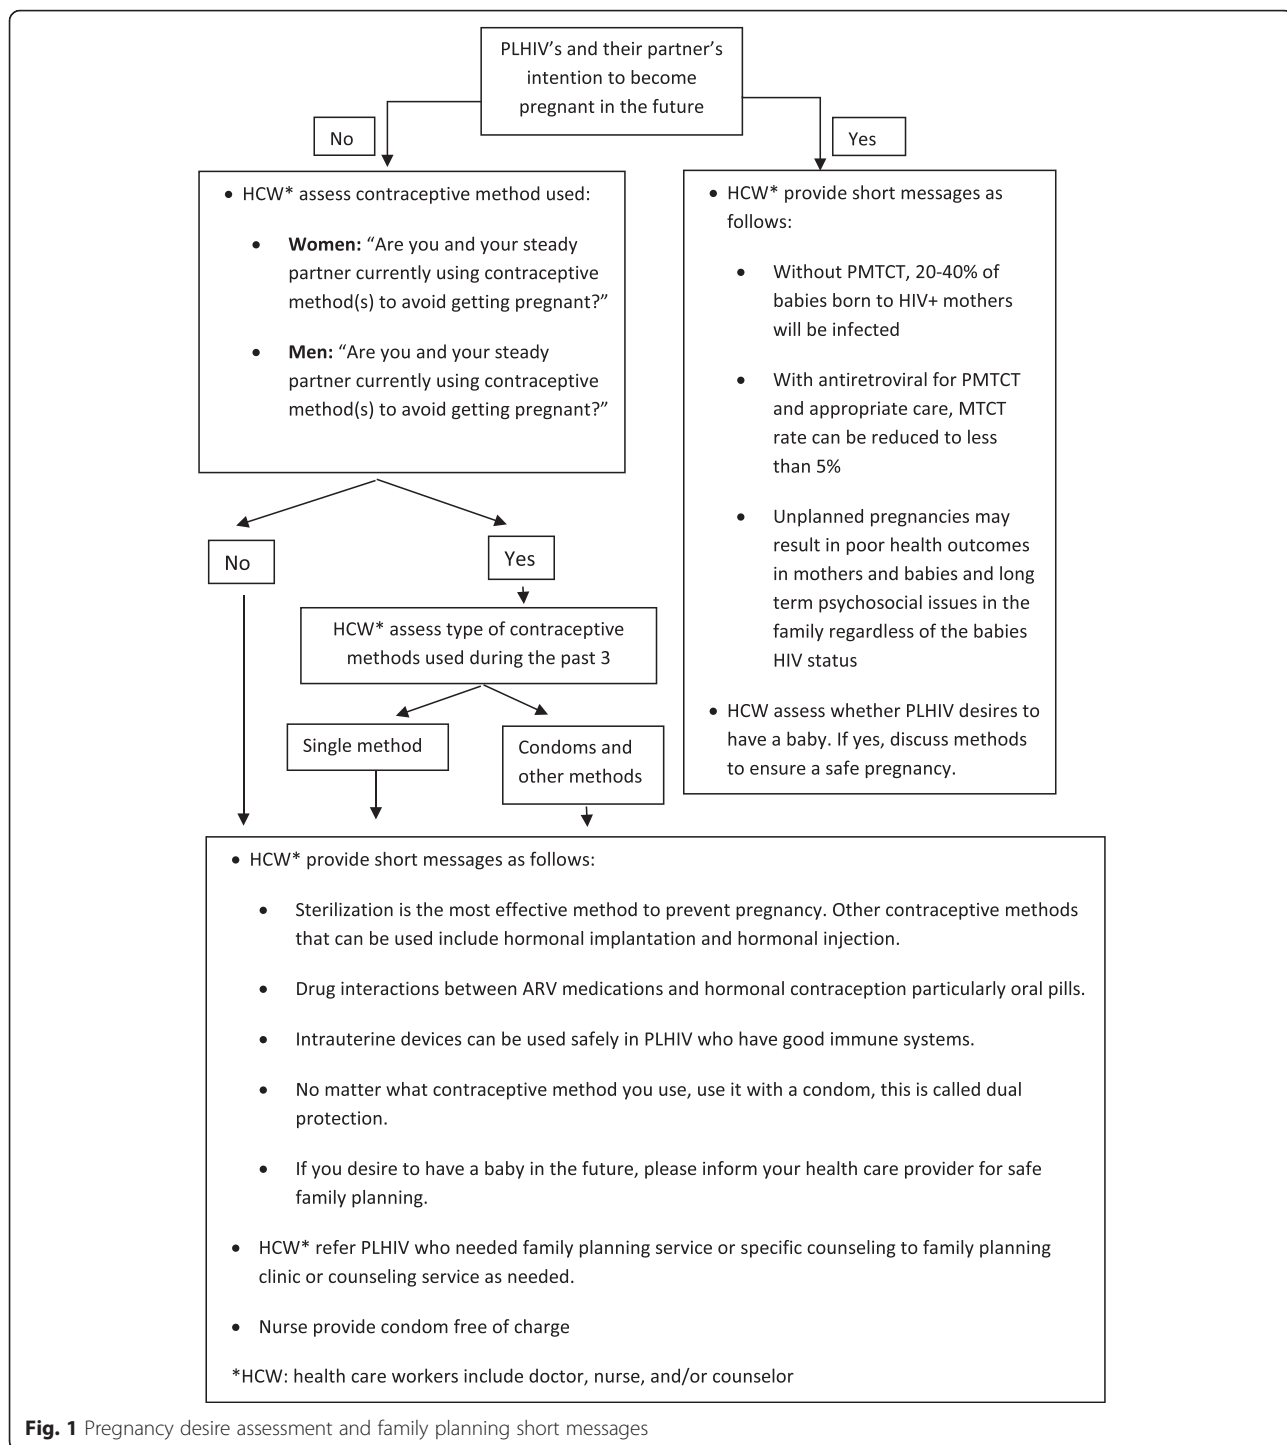 PLHIV’s and their partner’s
intention to become
pregnant in the future
No
Yes
• HCW* assess contraceptive method used:
• Women: “Are you and your steady
partner currently using contraceptive
method(s) to avoid getting pregnant?”
• Men: “Are you and your steady
partner currently using contraceptive
method(s) to avoid getting pregnant?”
• HCW* provide short messages as
follows:
• Without PMTCT, 20-40% of
babies born to HIV+ mothers
will be infected
• With antiretroviral for PMTCT
and appropriate care, MTCT
rate can be reduced to less
than 5%
• Unplanned pregnancies may
result in poor health outcomes
in mothers and babies and long
term psychosocial issues in the
family regardless of the babies
HIV status
• HCW assess whether PLHIV desires to
have a baby. If yes, discuss methods
to ensure a safe pregnancy.
No
Yes
HCW* assess type of contraceptive
methods used during the past 3
Single method
Condoms and
other methods
• HCW* provide short messages as follows:
• Sterilization is the most effective method to prevent pregnancy. Other contraceptive methods
that can be used include hormonal implantation and hormonal injection.
• Drug interactions between ARV medications and hormonal contraception particularly oral pills.
• Intrauterine devices can be used safely in PLHIV who have good immune systems.
• No matter what contraceptive method you use, use it with a condom, this is called dual
protection.
• If you desire to have a baby in the future, please inform your health care provider for safe
family planning.
• HCW* refer PLHIV who needed family planning service or specific counseling to family planning
clinic or counseling service as needed.
• Nurse provide condom free of charge
*HCW: health care workers include doctor, nurse, and/or counselor
Fig. 1 Pregnancy desire assessment and family planning short messages